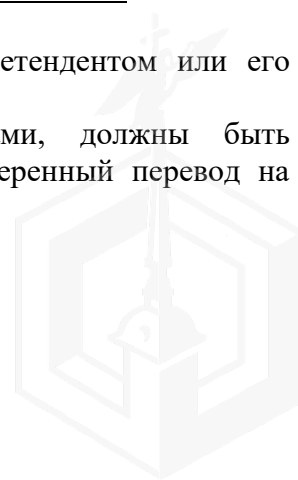 етендентом или его
ми, должны быть
еренный перевод на